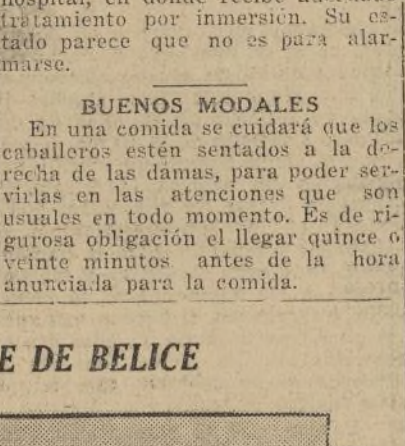 hospital, en donde recibe
tratamiento por inmersión. Su es-
tado parece que no es para alar-
marse.
BUENOS MODALES
En una comida se cuidará que los
caballeros estén sentados a la de-
recha de las damas, para poder ser-
virlas en las atenciones que son
usuales en todo momento. Es de ri-
gurosa obligación el llegar quince o
veinte minutos antes de la hora
anunciada para la comida.
E DE BELICE